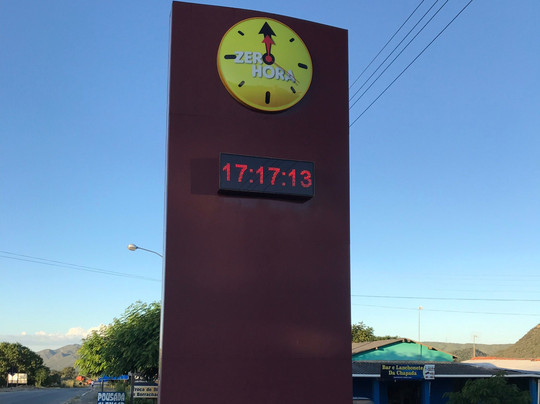 ZERO
HORA
17:17:13
Bar e Lanchonete
Da Chapada
POUSADA